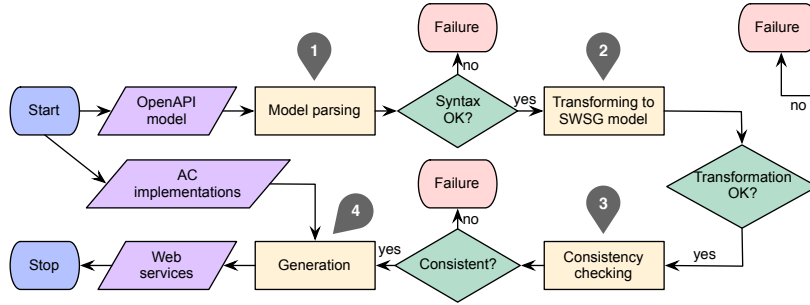 1
2
Failure
Failure
no
no
Start
OpenAPI
model
Model parsing
Syntax
OK?
yes
Transforming to
SWSG model
AC
implementations
Transformation
OK?
4
Failure
no
3
yes
Stop
Web
services
Generation
yes
Consistent?
Consistency
checking
yes